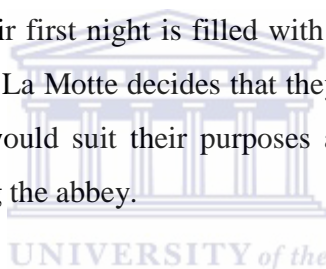 ir first night is filled with
La Motte decides that they
would suit their purposes a
g the abbey.
UNIVERSITY of the